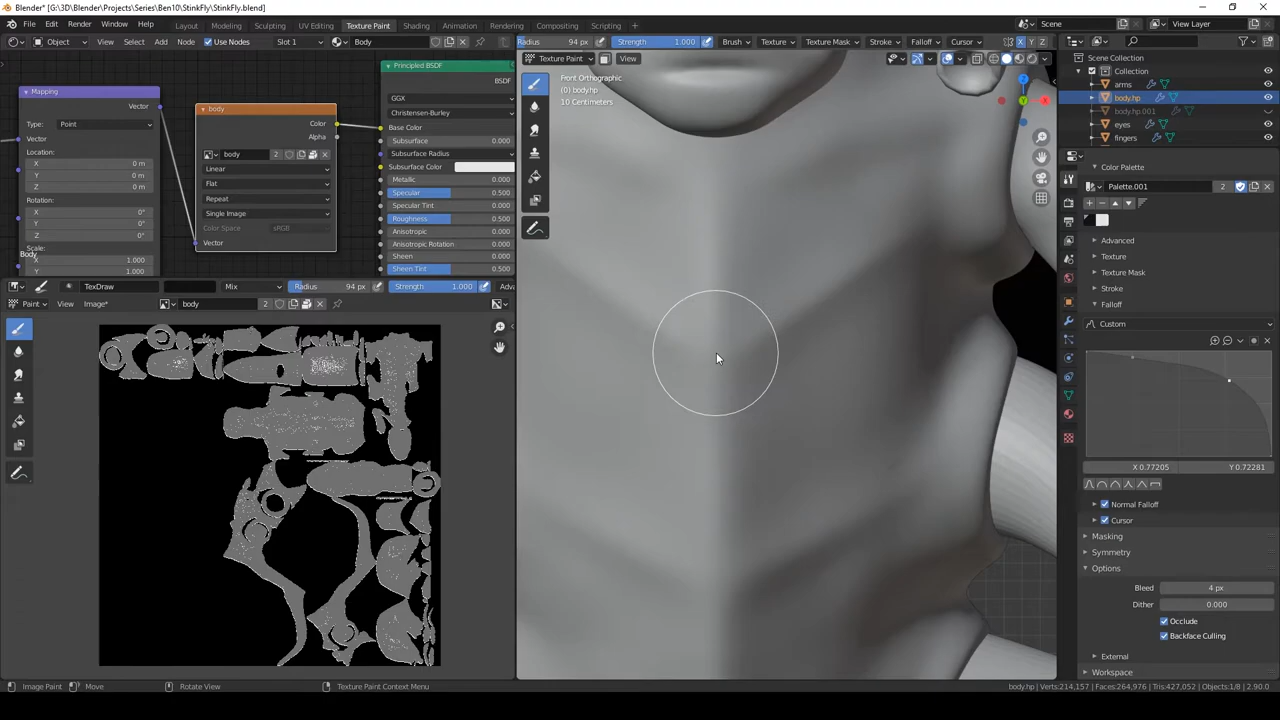 Blender* [G:\3D\Blender\Projects\Series\Ben10\StinkFly\StinkFly.blend]
File Edit Render Window Help Layout Modeling Sculpting UV Editing Texture Paint Shading Animation Rendering Compositing Scripting Scene View Layer
Object View Select Add Node Use Nodes Slot 1 Body
Radius 94 px Strength 1.000 Brush Texture Texture Mask Stroke Falloff Cursor X Y Z
Texture Paint View
Scene Collection
Collection
arms
body.hp
body.hp.001
eyes
fingers
Front Orthographic
(0) body.hp
10 Centimeters
Mapping
Vector
Type: Point
Vector
Location:
X 0 m
Y 0 m
Z 0 m
Rotation:
X 0°
Y 0°
Z 0°
Scale:
X 1.000
Y 1.000
Body
body
Color
Alpha
body 2
Linear
Flat
Repeat
Single Image
Color Space sRGB
Vector
Principled BSDF
BSDF
GGX
Christensen-Burley
Base Color
Subsurface 0.000
Subsurface Radius
Subsurface Color
Metallic 0.000
Specular 0.500
Specular Tint 0.000
Roughness 0.500
Anisotropic 0.000
Anisotropic Rotation 0.000
Sheen 0.000
Sheen Tint 0.500
TexDraw Mix Radius 94 px Strength 1.000 Adva
Paint View Image* body 2
Color Palette
Palette.001 2
Advanced
Texture
Texture Mask
Stroke
Falloff
Custom
X 0.77205 Y 0.72281
Normal Falloff
Cursor
Masking
Symmetry
Options
Bleed 4 px
Dither 0.000
Occlude
Backface Culling
External
Workspace
Image Paint Move Rotate View Texture Paint Context Menu body.hp | Verts:214,157 | Faces:264,976 | Tris:427,052 | Objects:1/8 | 2.90.0